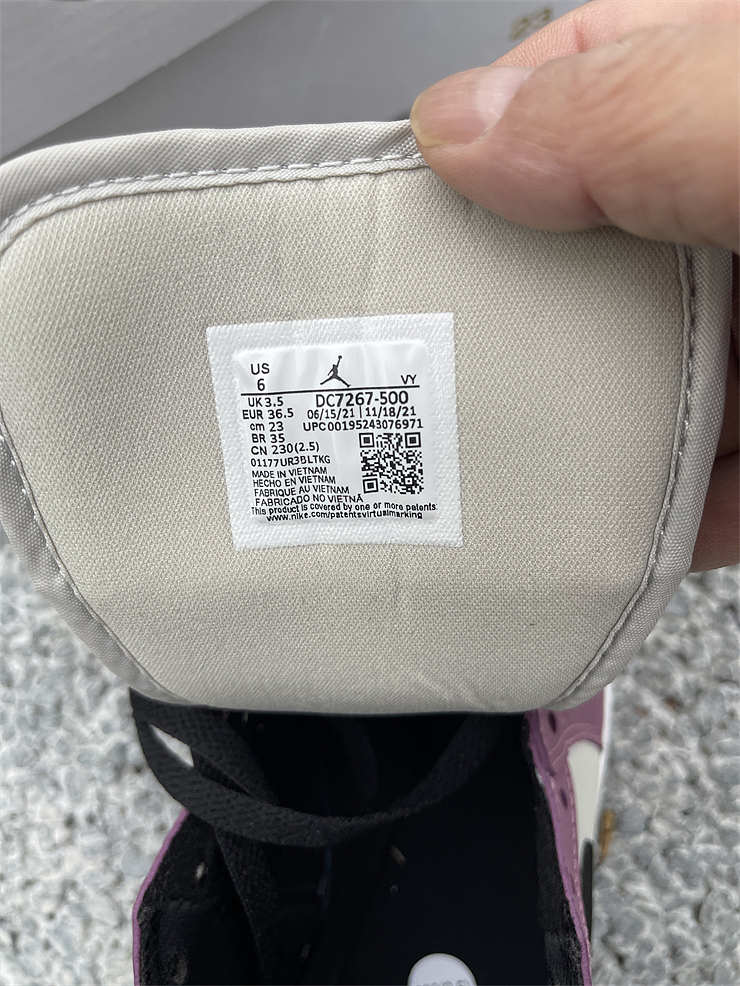 23
US
6
VY
UK 3.5
DC7267-500
EUR 36.5
06/15/21 | 11/18/21
cm 23
UPC00195243076971
BR 35
CN 230(2.5)
01177UR3BLTKG
MADE IN VIETNAM
HECHO EN VIETNAM
FABRIQUE AU VIETNAM
FABRICADO NO VIETNÃ
This product is covered by one or more patents:
www.nike.com/patentsvirtualmarking